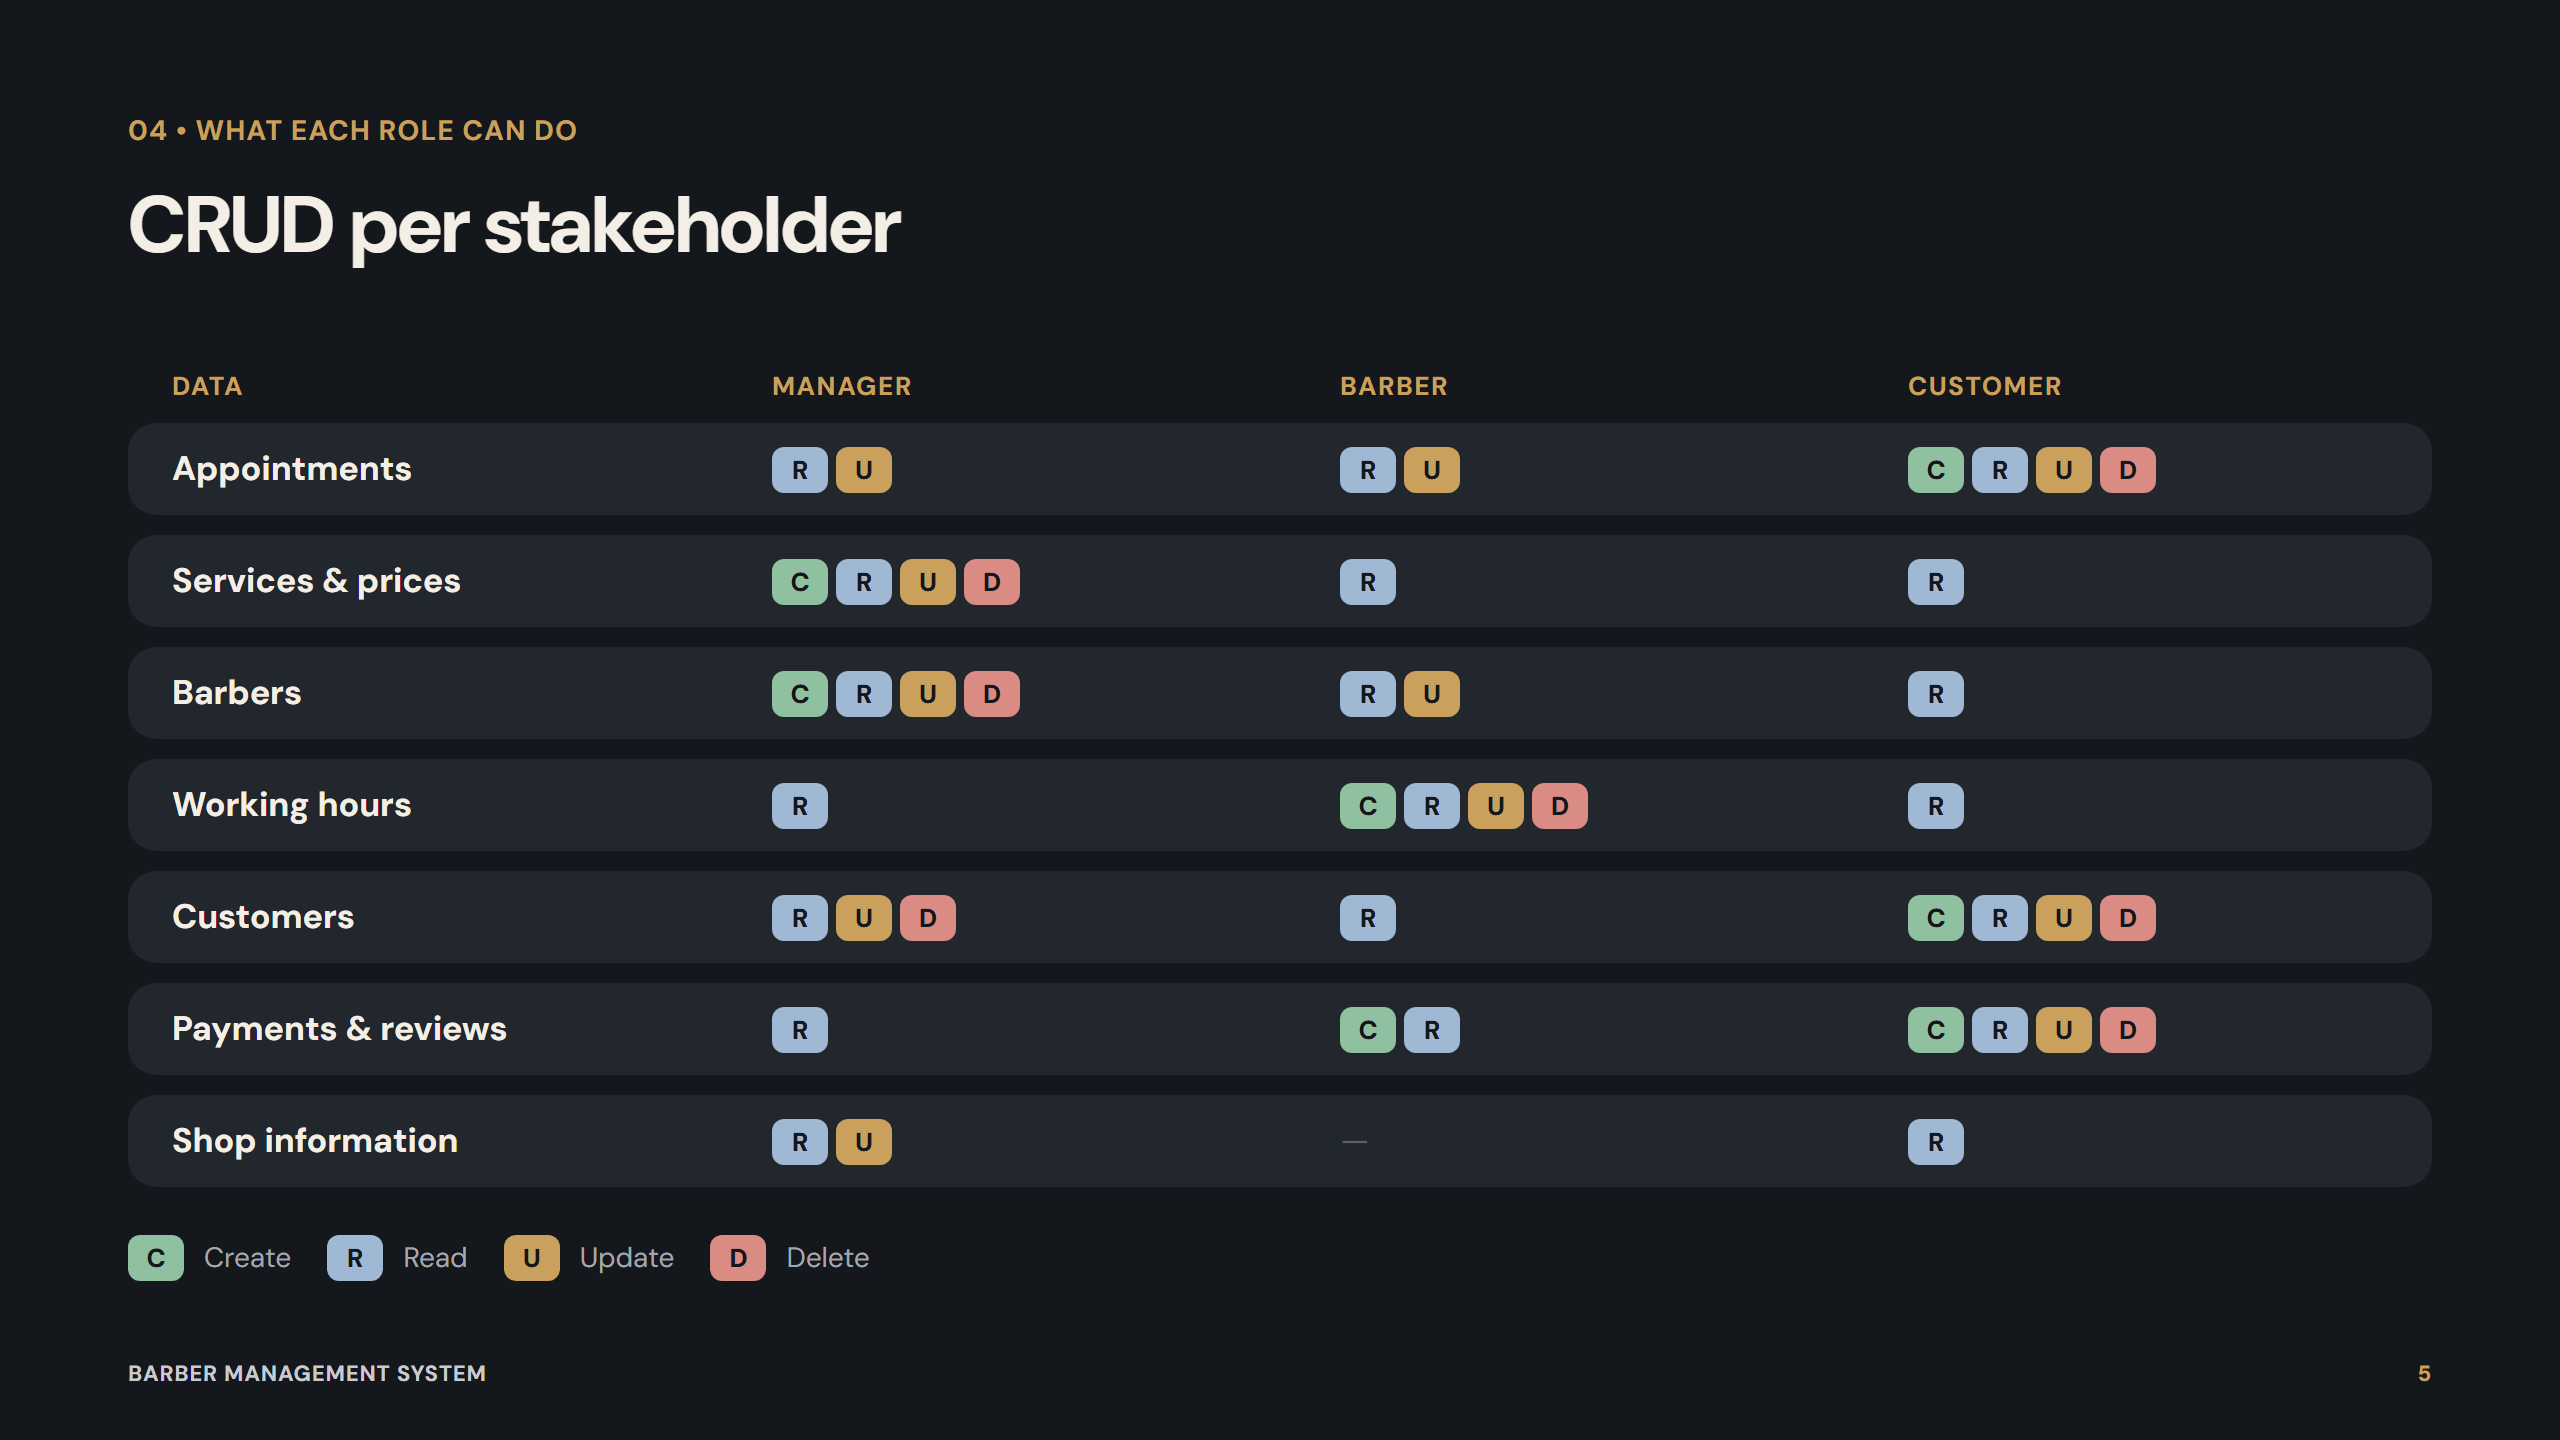 04 • WHAT EACH ROLE CAN DO
CRUD per stakeholder
DATA MANAGER BARBER CUSTOMER
Appointments R U R U C R U D
Services & prices C R U D R R
Barbers C R U D R U R
Working hours R C R U D R
Customers R U D R C R U D
Payments & reviews R C R C R U D
Shop information R U — R
C Create R Read U Update D Delete
BARBER MANAGEMENT SYSTEM 5